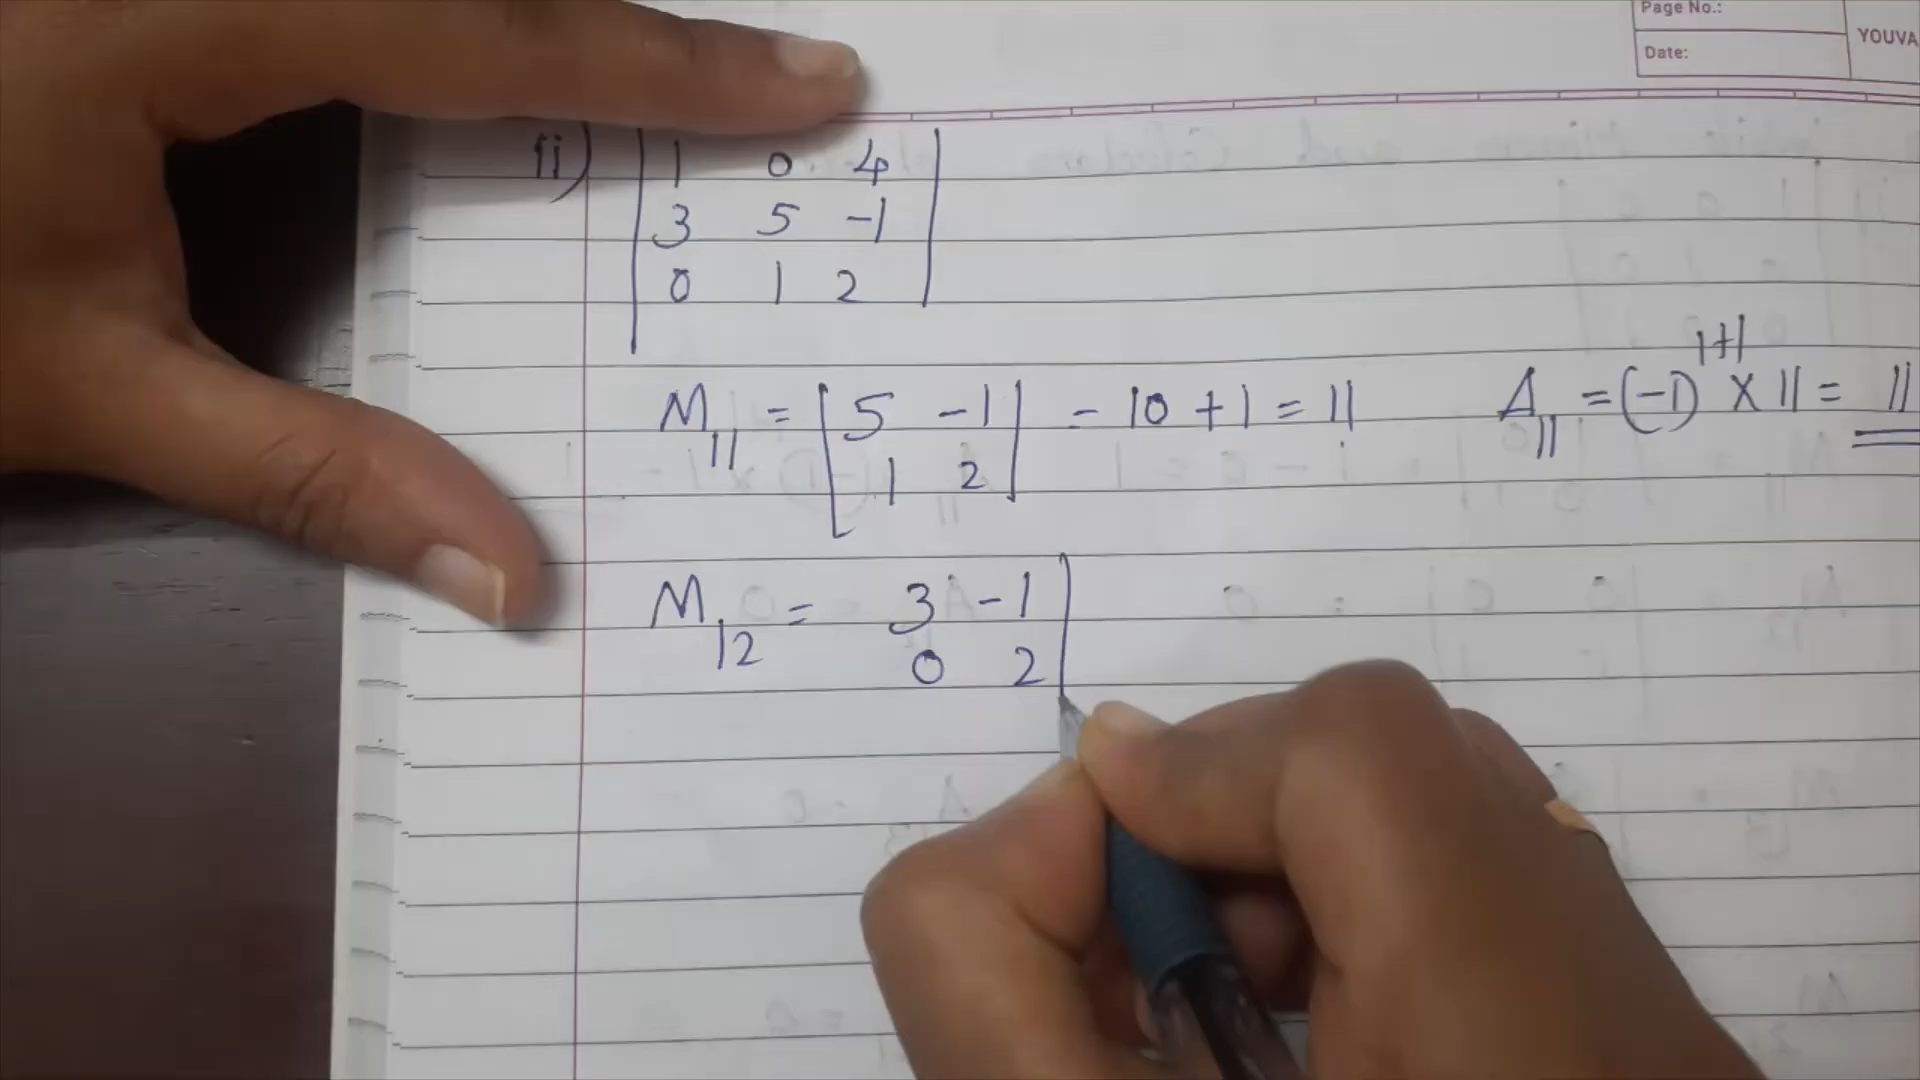 Page No.:
Date:
YOUVA
ii) | 1 0 4 |
| 3 5 -1 |
| 0 1 2 |
M₁₁ = | 5 -1 | = 10 + 1 = 11 A₁₁ = (-1)¹⁺¹ × 11 = 11
| 1 2 |
M₁₂ = 3 -1 |
0 2 |